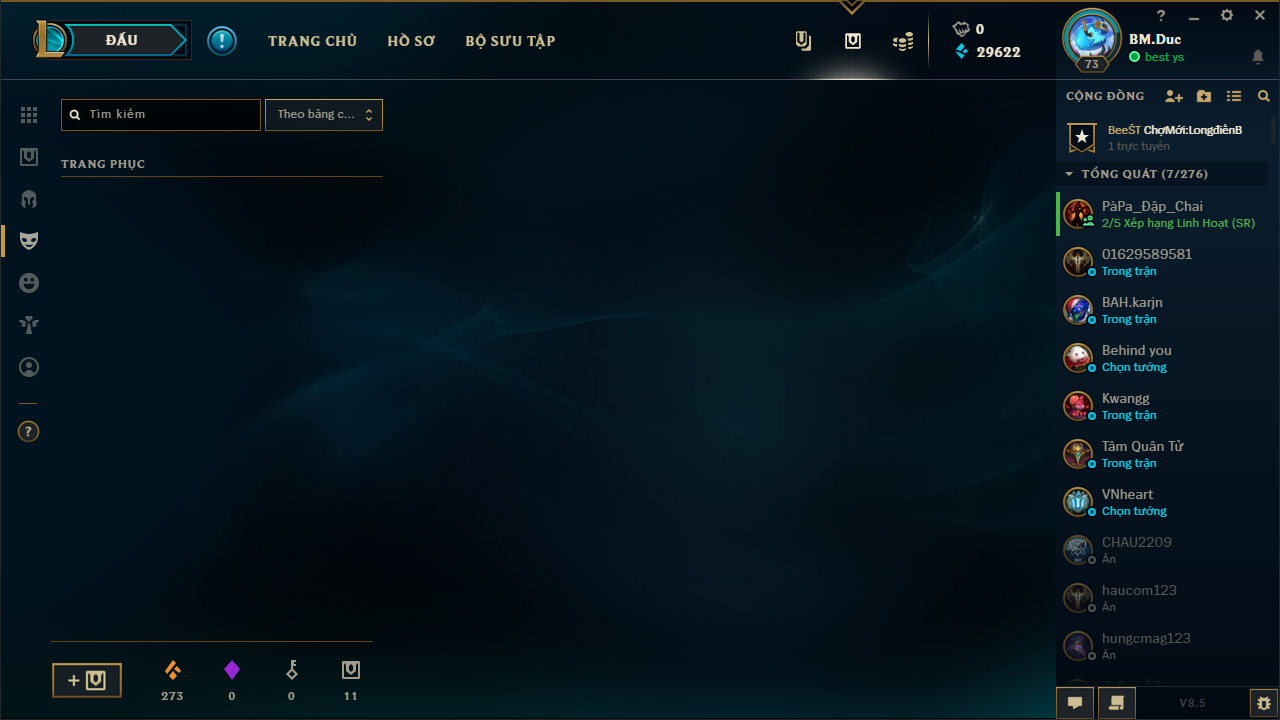 ĐẤU
TRANG CHỦ
HỒ SƠ
BỘ SƯU TẬP
0
29622
73
BM.Duc
best ys
Tìm kiếm
Theo bảng c...
TRANG PHỤC
273
0
0
11
CỘNG ĐỒNG
BeeŠT ChợMới:LongđiềnB
1 trực tuyến
TỔNG QUÁT (7/276)
PàPa_Đập_Chai
2/5 Xếp hạng Linh Hoạt (SR)
01629589581
Trong trận
BAH.karjn
Trong trận
Behind you
Chọn tướng
Kwangg
Trong trận
Tâm Quân Tử
Trong trận
VNheart
Chọn tướng
CHAU2209
Ẩn
haucom123
Ẩn
hungcmag123
Ẩn
V8.5